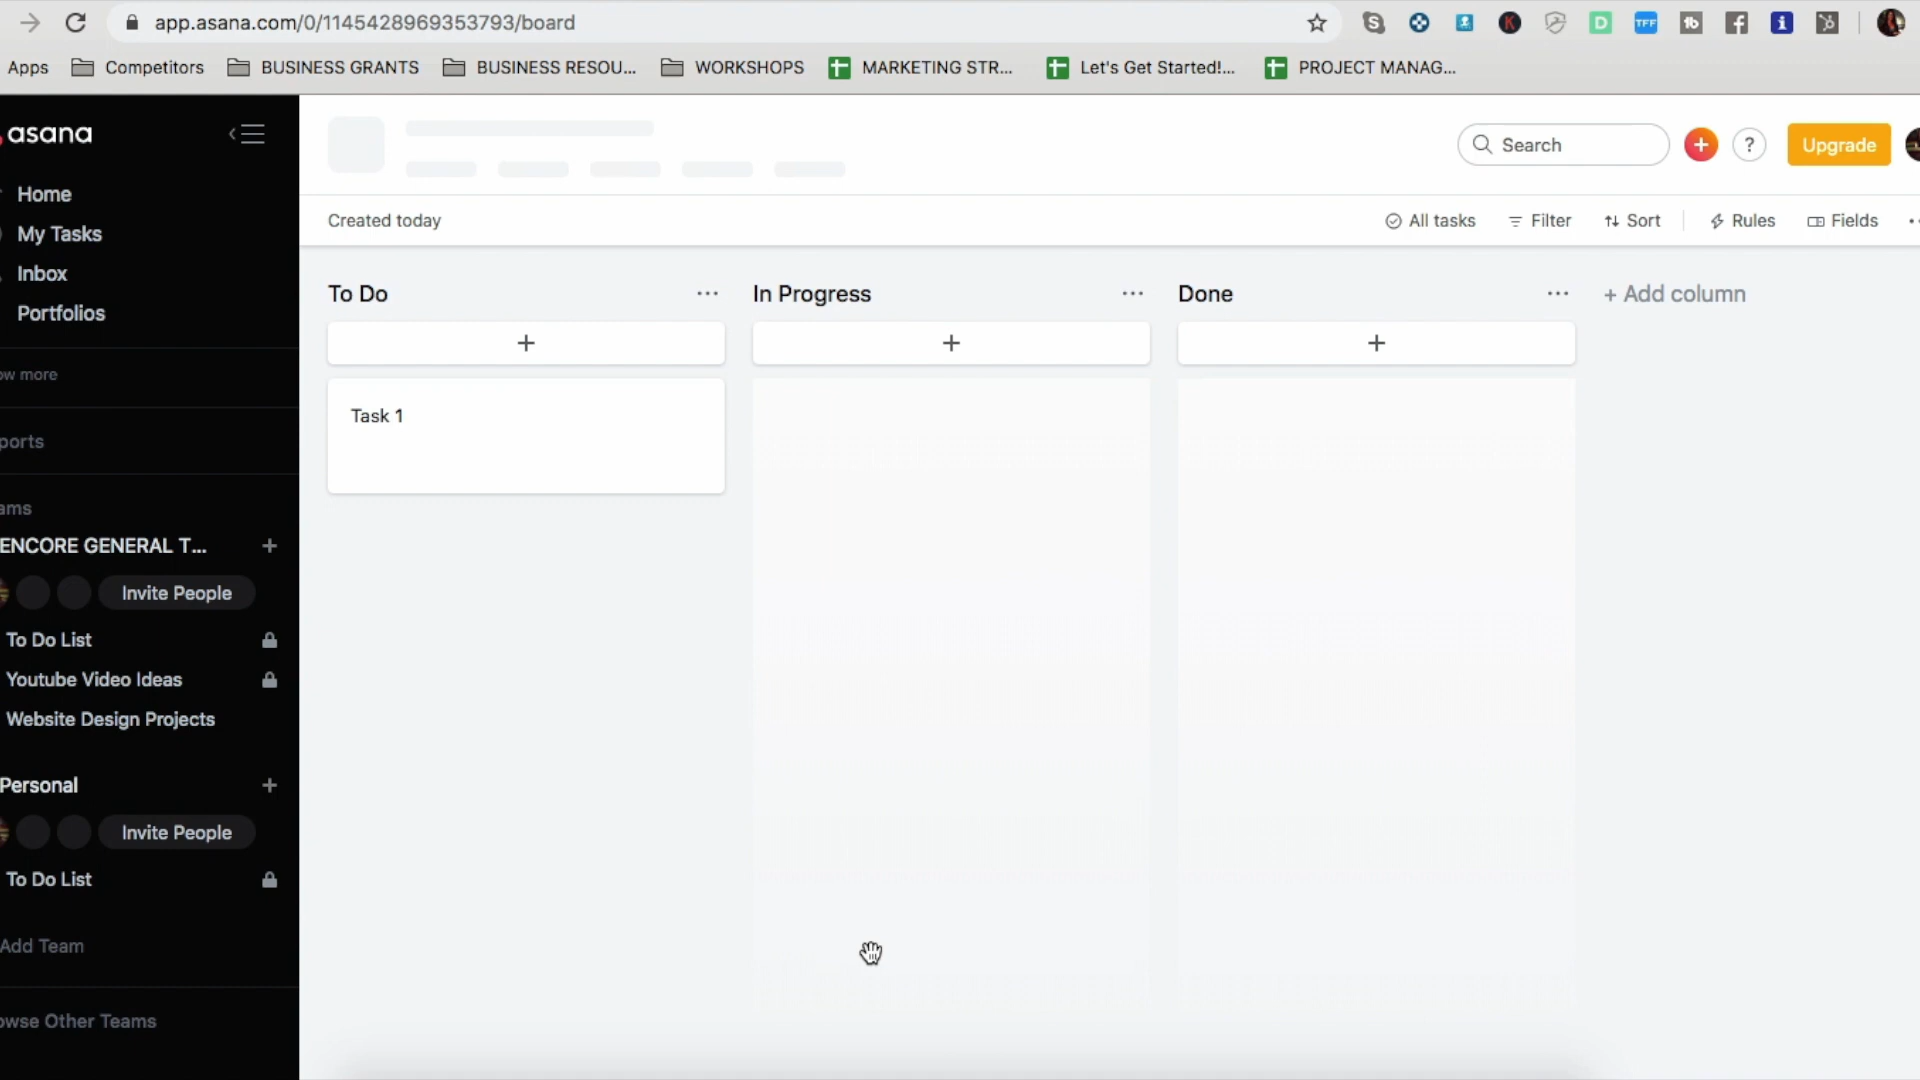 app.asana.com/0/1145428969353793/board
D TFF tb f i
Apps Competitors BUSINESS GRANTS BUSINESS RESOU... WORKSHOPS MARKETING STR... Let's Get Started!... PROJECT MANAG...
asana
Search + ? Upgrade
Home
My Tasks
Inbox
Portfolios
Created today
All tasks Filter Sort Rules Fields
To Do ... In Progress ... Done ... + Add column
+ + +
Task 1
ow more
ports
ams
ENCORE GENERAL T... +
Invite People
To Do List
Youtube Video Ideas
Website Design Projects
Personal +
Invite People
To Do List
Add Team
owse Other Teams